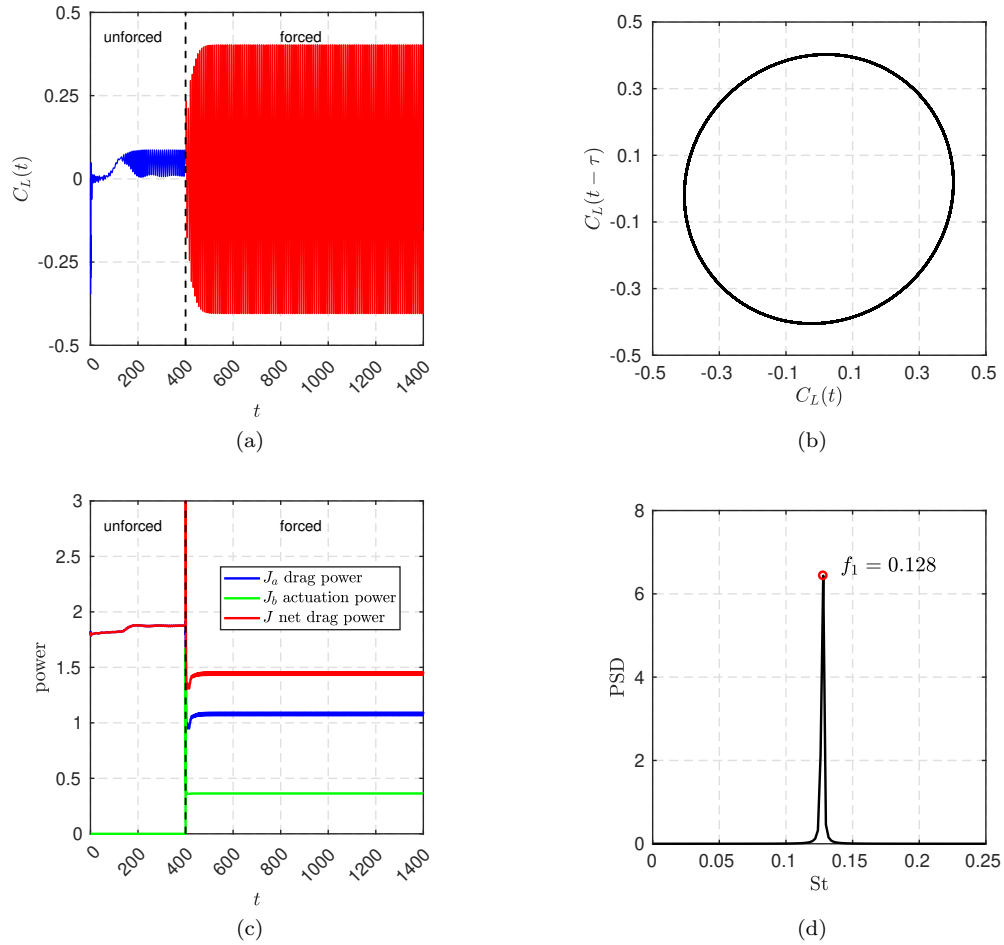 unforced
forced
0.5
0.25
0
-0.25
-0.5
C_L(t)
0
200
400
600
800
1000
1200
1400
t
(a)
0.5
0.3
0.1
-0.1
-0.3
-0.5
C_L(t − τ)
-0.5
-0.3
-0.1
0.1
0.3
0.5
C_L(t)
(b)
unforced
forced
3
2.5
2
1.5
1
0.5
0
power
J_a drag power
J_b actuation power
J net drag power
0
200
400
600
800
1000
1200
1400
t
(c)
8
6
4
2
0
PSD
f_1 = 0.128
0
0.05
0.1
0.15
0.2
0.25
St
(d)